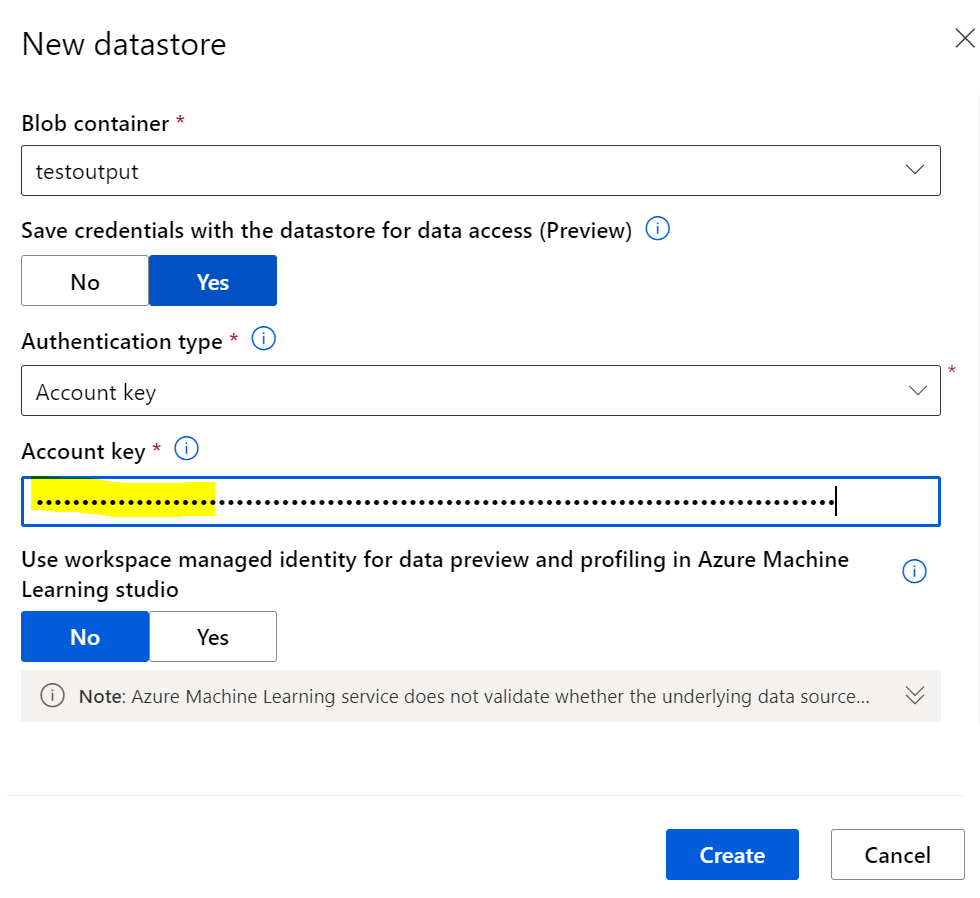 New datastore
Blob container *
testoutput
Save credentials with the datastore for data access (Preview)
No
Yes
Authentication type *
Account key
*
Account key *
••••••••••••••••••••••••••••••••••••••••••••••••••••••••••••••••••••••••••••••••••••••••
Use workspace managed identity for data preview and profiling in Azure Machine
Learning studio
No
Yes
Note: Azure Machine Learning service does not validate whether the underlying data source...
Create
Cancel